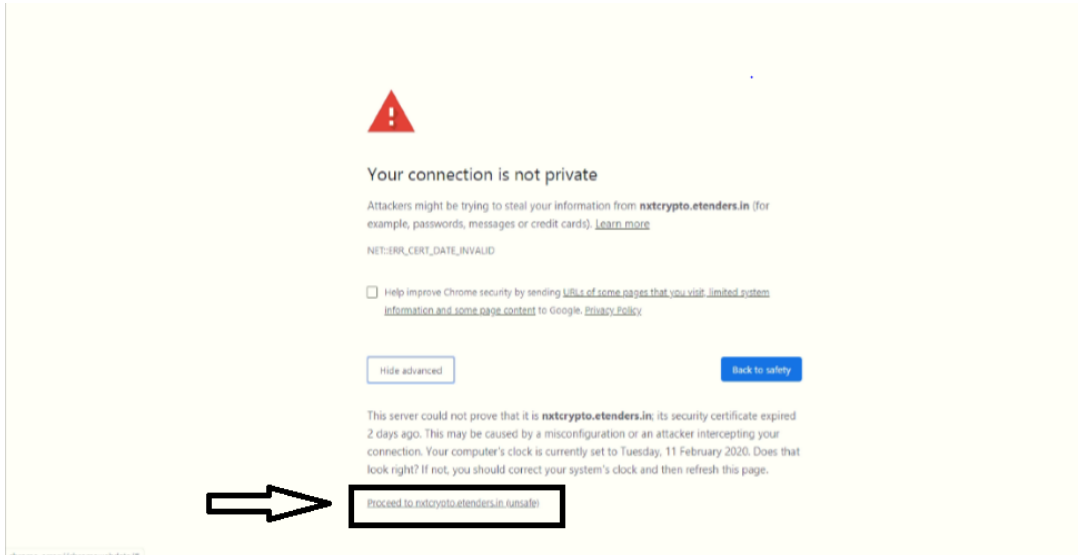 Your connection is not private
Attackers might be trying to steal your information from nxtcrypto.etenders.in (for
example, passwords, messages or credit cards). Learn more
NET::ERR_CERT_DATE_INVALID
Help improve Chrome security by sending URLs of some pages that you visit, limited system
information and some page content to Google. Privacy Policy
Hide advanced
Back to safety
This server could not prove that it is nxtcrypto.etenders.in; its security certificate expired
2 days ago. This may be caused by a misconfiguration or an attacker intercepting your
connection. Your computer's clock is currently set to Tuesday, 11 February 2020. Does that
look right? If not, you should correct your system's clock and then refresh this page.
Proceed to nxtcrypto.etenders.in (unsafe)